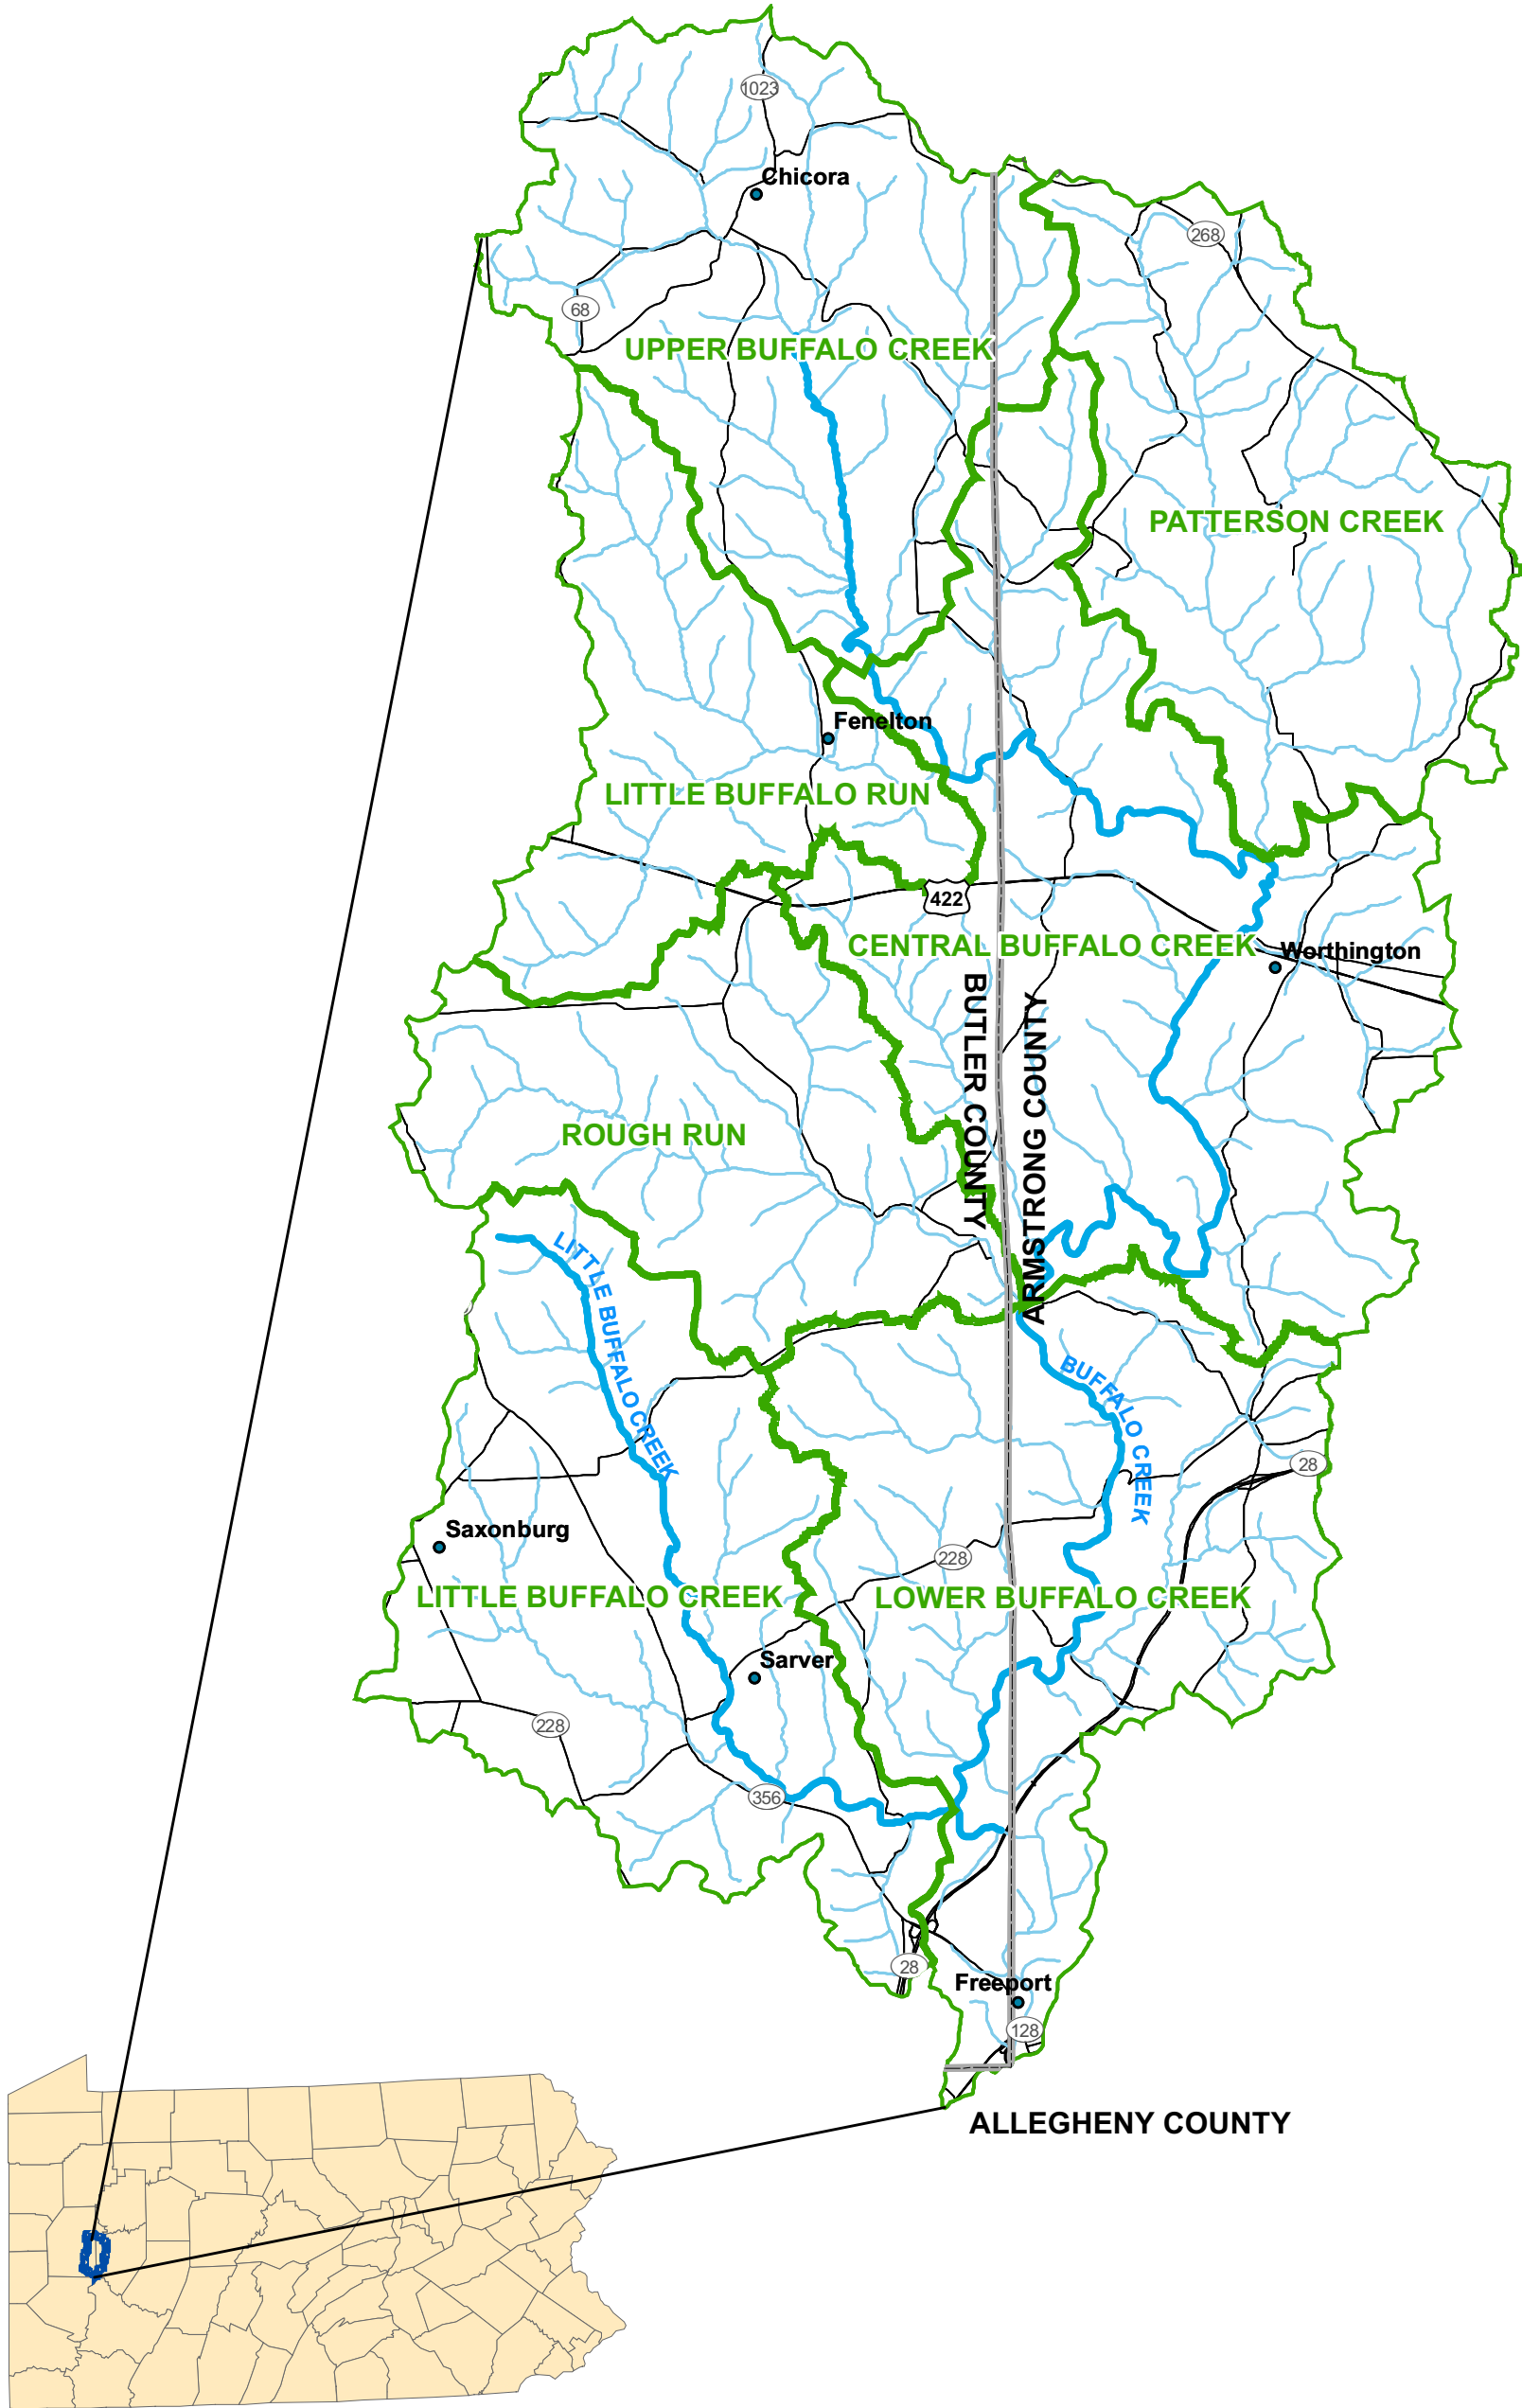 1023
Chicora
268
68
UPPER BUFFALO CREEK
PATTERSON CREEK
Fenelton
LITTLE BUFFALO RUN
422
CENTRAL BUFFALO CREEK
Worthington
BUTLER COUNTY
ARMSTRONG COUNTY
ROUGH RUN
LITTLE BUFFALO CREEK
BUFFALO CREEK
28
Saxonburg
228
LITTLE BUFFALO CREEK
LOWER BUFFALO CREEK
Sarver
228
356
28
Freeport
128
ALLEGHENY COUNTY